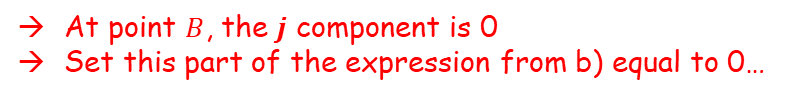 → At point B, the j component is 0
→ Set this part of the expression from b) equal to 0...